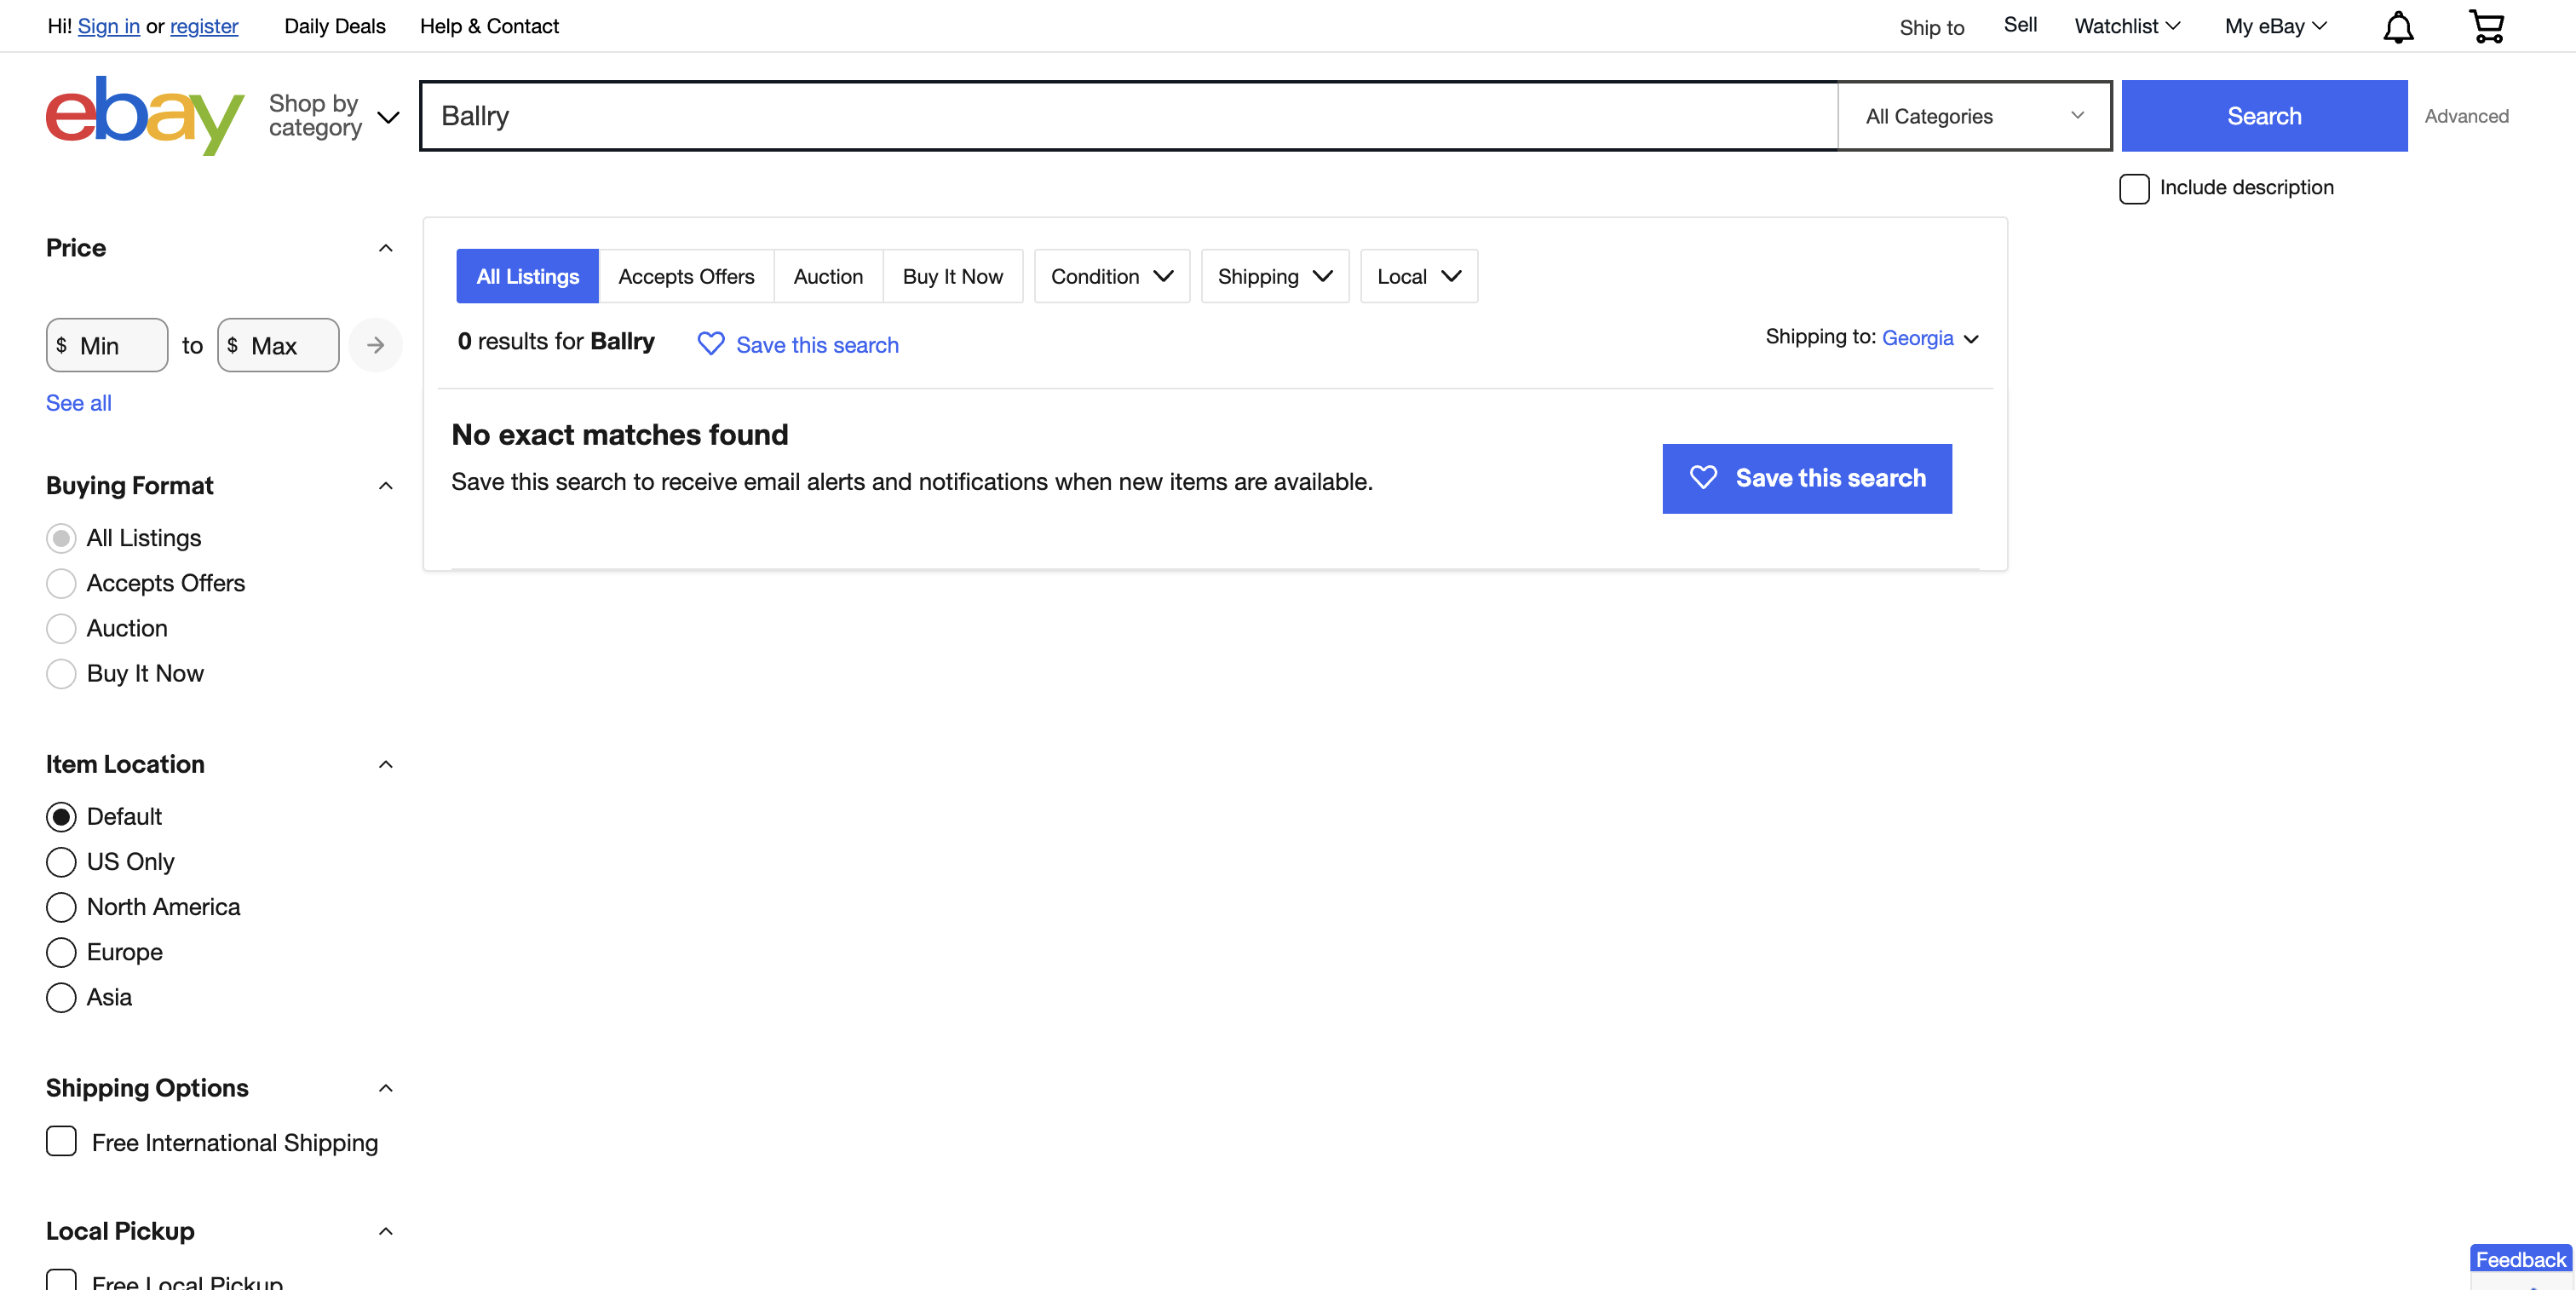 Hi! Sign in or register Daily Deals Help & Contact Ship to Sell Watchlist My eBay
ebay Shop by category Ballry All Categories Search Advanced
Include description
Price
$ Min to $ Max
See all
Buying Format
All Listings
Accepts Offers
Auction
Buy It Now
Item Location
Default
US Only
North America
Europe
Asia
Shipping Options
Free International Shipping
Local Pickup
Free Local Pickup
All Listings Accepts Offers Auction Buy It Now Condition Shipping Local
0 results for Ballry Save this search Shipping to: Georgia
No exact matches found
Save this search to receive email alerts and notifications when new items are available.
Save this search
Feedback